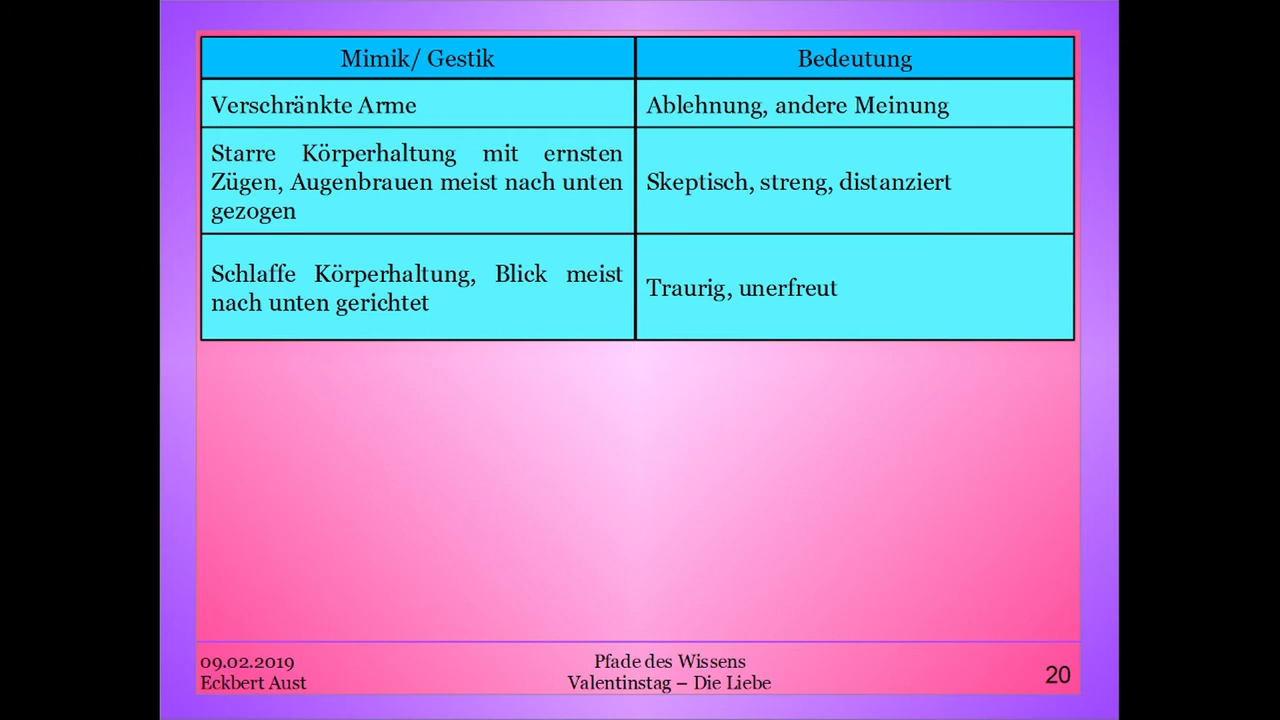 Mimik/ Gestik
Bedeutung
Verschränkte Arme
Ablehnung, andere Meinung
Starre Körperhaltung mit ernsten
Zügen, Augenbrauen meist nach unten
gezogen
Skeptisch, streng, distanziert
Schlaffe Körperhaltung, Blick meist
nach unten gerichtet
Traurig, unerfreut
09.02.2019
Eckbert Aust
Pfade des Wissens
Valentinstag – Die Liebe
20